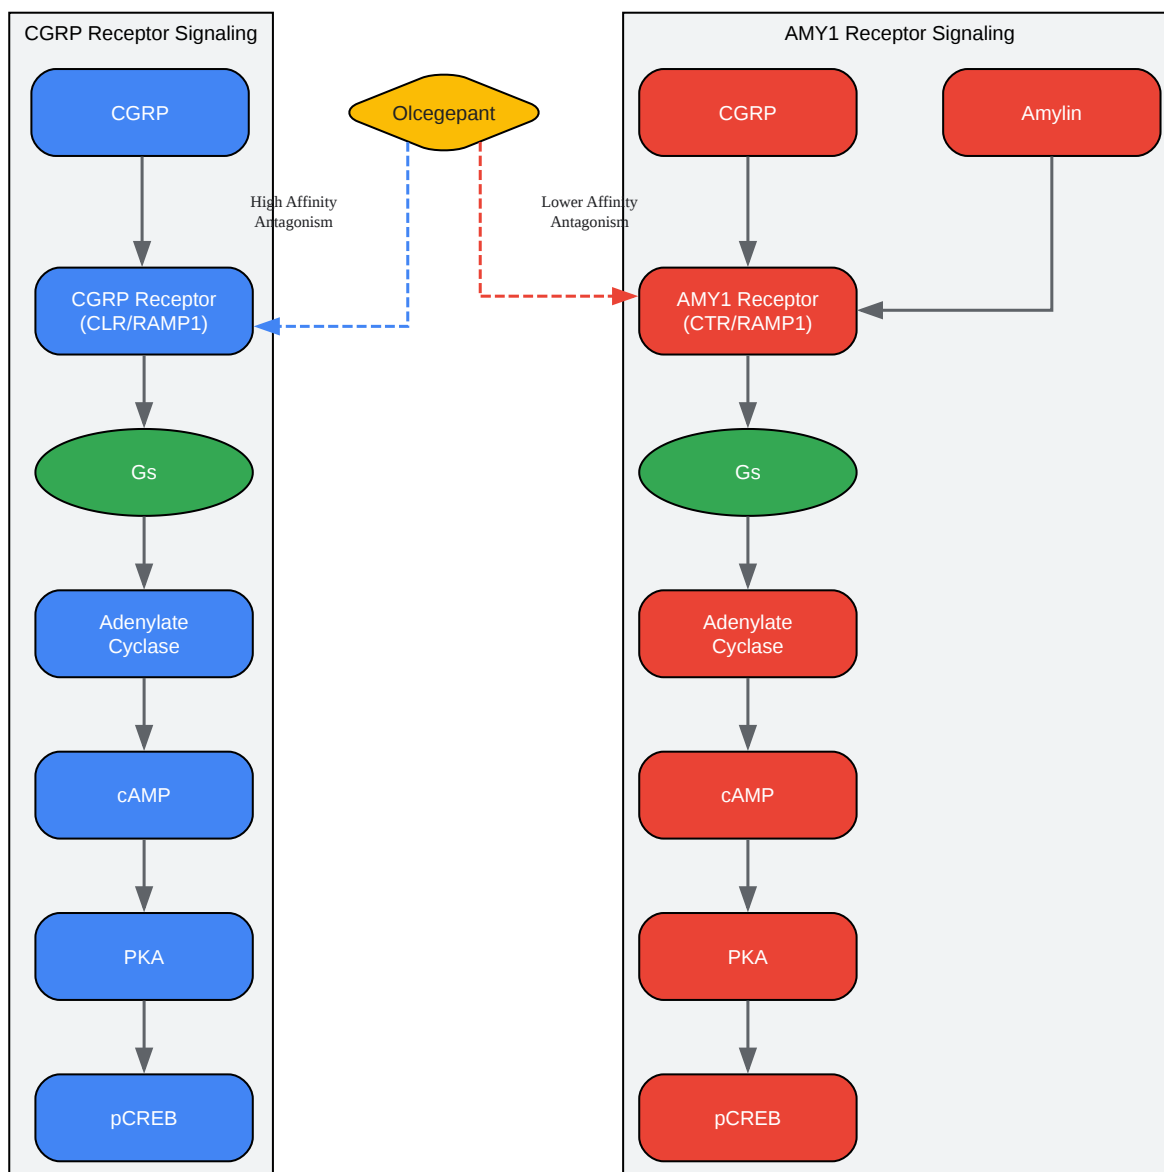 CGRP Receptor Signaling
AMY1 Receptor Signaling
CGRP
Olcegepant
CGRP
Amylin
High Affinity
Antagonism
Lower Affinity
Antagonism
CGRP Receptor
(CLR/RAMP1)
AMY1 Receptor
(CTR/RAMP1)
Gs
Gs
Adenylate
Cyclase
Adenylate
Cyclase
cAMP
cAMP
PKA
PKA
pCREB
pCREB